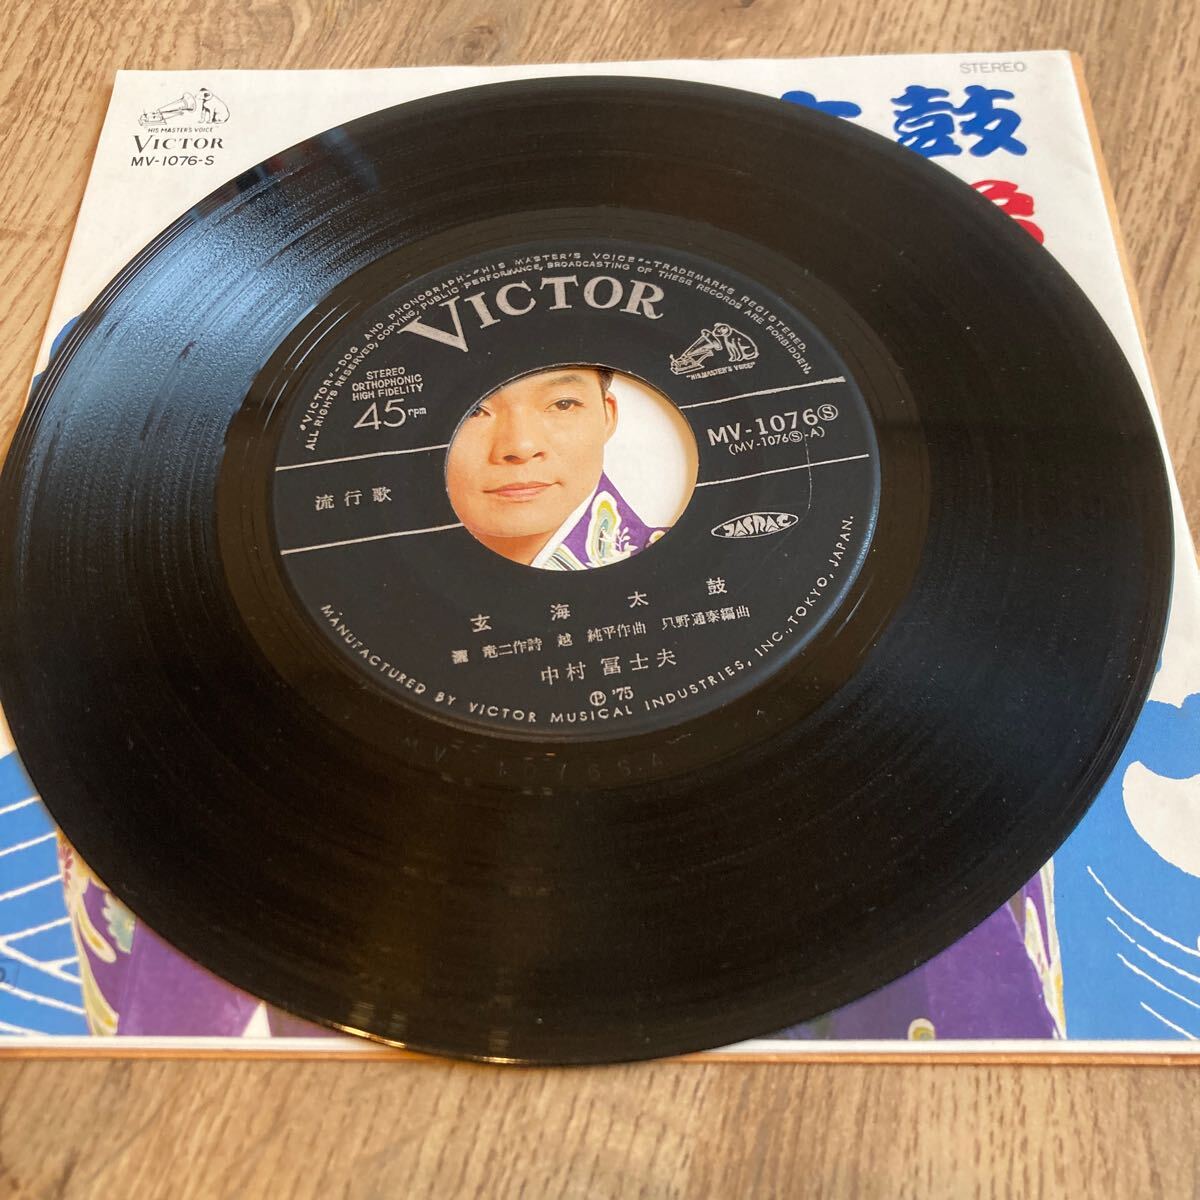 "HIS MASTER'S VOICE"
VICTOR
MV-1076-S
STEREO
鼓
"VICTOR"-DOG AND PHONOGRAPH-"HIS MASTER'S VOICE"-TRADEMARKS REGISTERED.
ALL RIGHTS RESERVED, COPYING, PUBLIC PERFORMANCE, BROADCASTING OF THESE RECORDS ARE FORBIDDEN.
VICTOR
"HIS MASTER'S VOICE"
STEREO
ORTHOPHONIC
HIGH FIDELITY
45rpm
MV-1076Ⓢ
(MV-1076Ⓢ-A)
流行歌
JASRAC
玄海太鼓
竜二作詩 越 純平作曲 只野通泰編曲
中村冨士夫
Ⓟ '75
MANUFACTURED BY VICTOR MUSICAL INDUSTRIES, INC., TOKYO, JAPAN.
MV 1076 S A